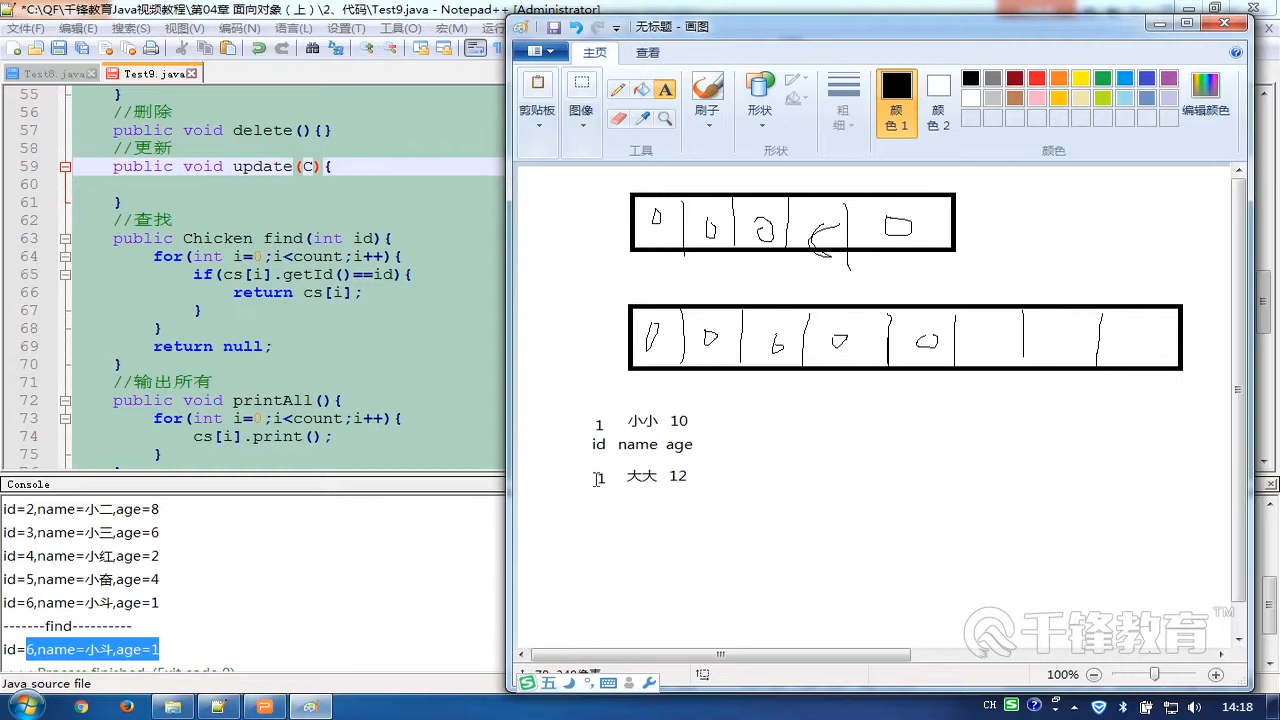 *C:\QF\千锋教育Java视频教程\第04章 面向对象（上）\2、代码\Test9.java - Notepad++ [Administrator]
文件(F) 编辑(E) 搜索(S) 视图(V) 编码(N) 语言(L) 设置(T) 工具(O) 宏(M)
Test8.java Test9.java
55 }
56 //删除
57 public void delete(){}
58 //更新
59 public void update(C){
60
61 }
62 //查找
63 public Chicken find(int id){
64 for(int i=0;i<count;i++){
65 if(cs[i].getId()==id){
66 return cs[i];
67 }
68 }
69 return null;
70 }
71 //输出所有
72 public void printAll(){
73 for(int i=0;i<count;i++){
74 cs[i].print();
75 }
Console
id=2,name=小二,age=8
id=3,name=小三,age=6
id=4,name=小红,age=2
id=5,name=小奋,age=4
id=6,name=小斗,age=1
-------find----------
id=6,name=小斗,age=1
Java source file
无标题 - 画图
主页 查看
剪贴板
图像
A
工具
刷子
形状
形状
粗细
颜色 1
颜色 2
编辑颜色
颜色
1 小小 10
id name age
1 大大 12
千锋教育™
100%
五
CH
14:18